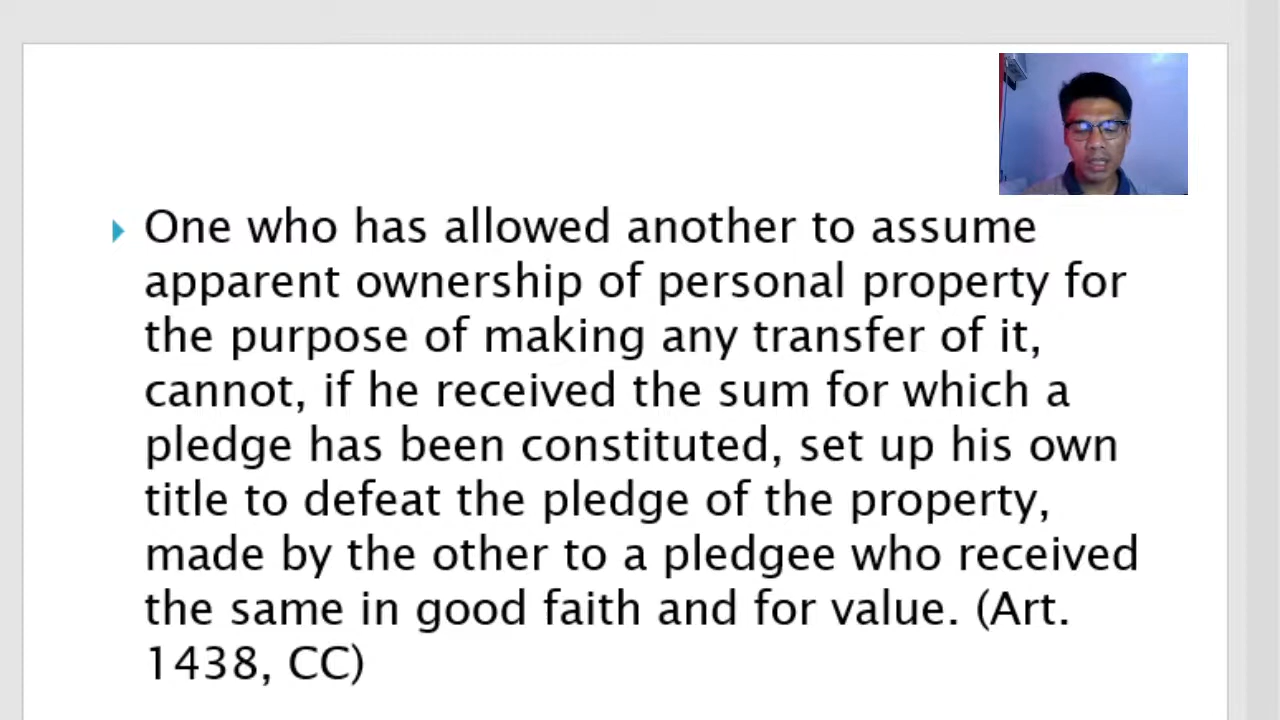 One who has allowed another to assume
apparent ownership of personal property for
the purpose of making any transfer of it,
cannot, if he received the sum for which a
pledge has been constituted, set up his own
title to defeat the pledge of the property,
made by the other to a pledgee who received
the same in good faith and for value. (Art.
1438, CC)